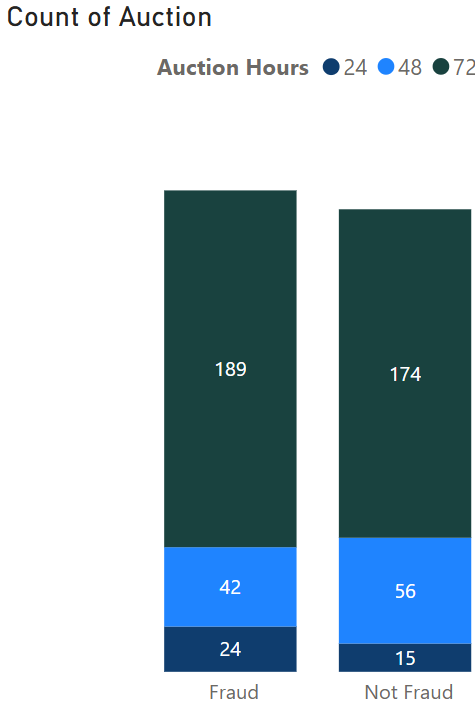 Count of Auction
Auction Hours 24 48 72
189 174
42 56
24 15
Fraud Not Fraud